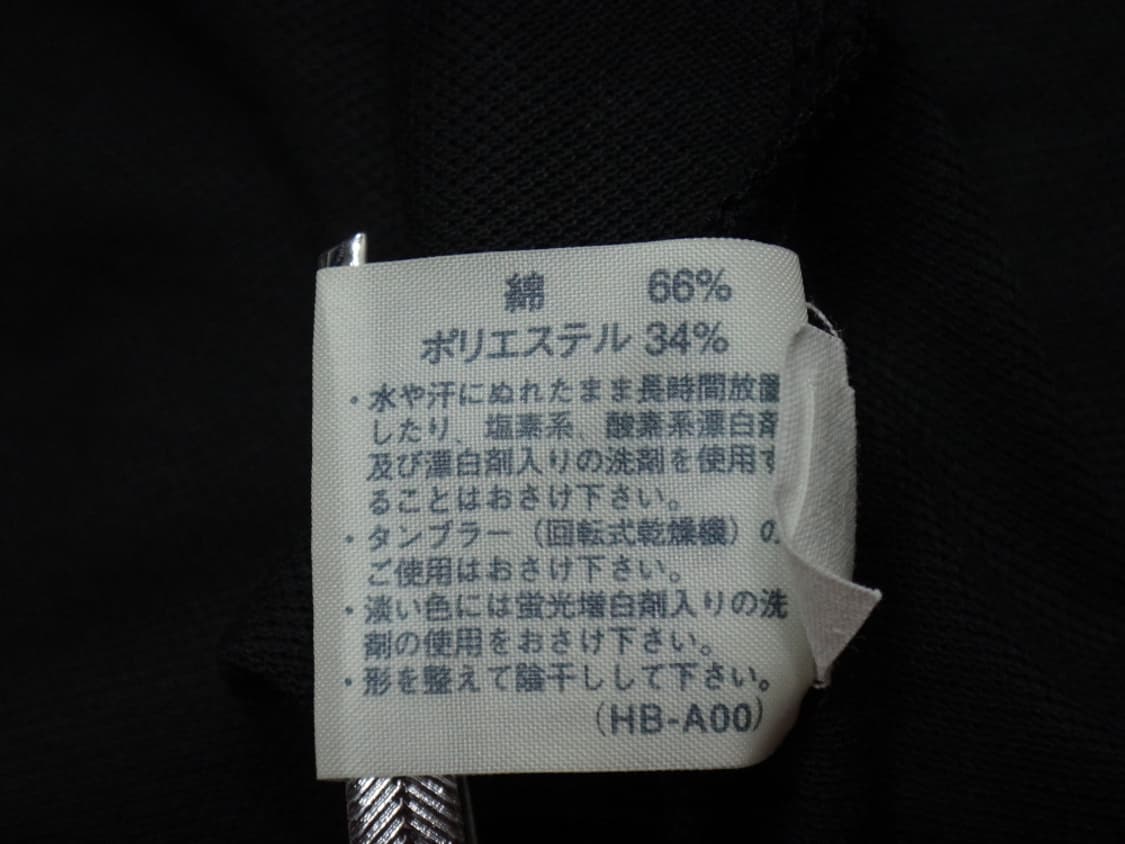 綿 66%
ポリエステル 34%
・水や汗にぬれたまま長時間放置
したり、塩素系、酸素系漂白剤
及び漂白剤入りの洗剤を使用す
ることはおさけ下さい。
・タンブラー（回転式乾燥機）の
ご使用はおさけ下さい。
・淡い色には蛍光増白剤入りの洗
剤の使用をおさけ下さい。
・形を整えて陰干しして下さい。
（HB-A00）